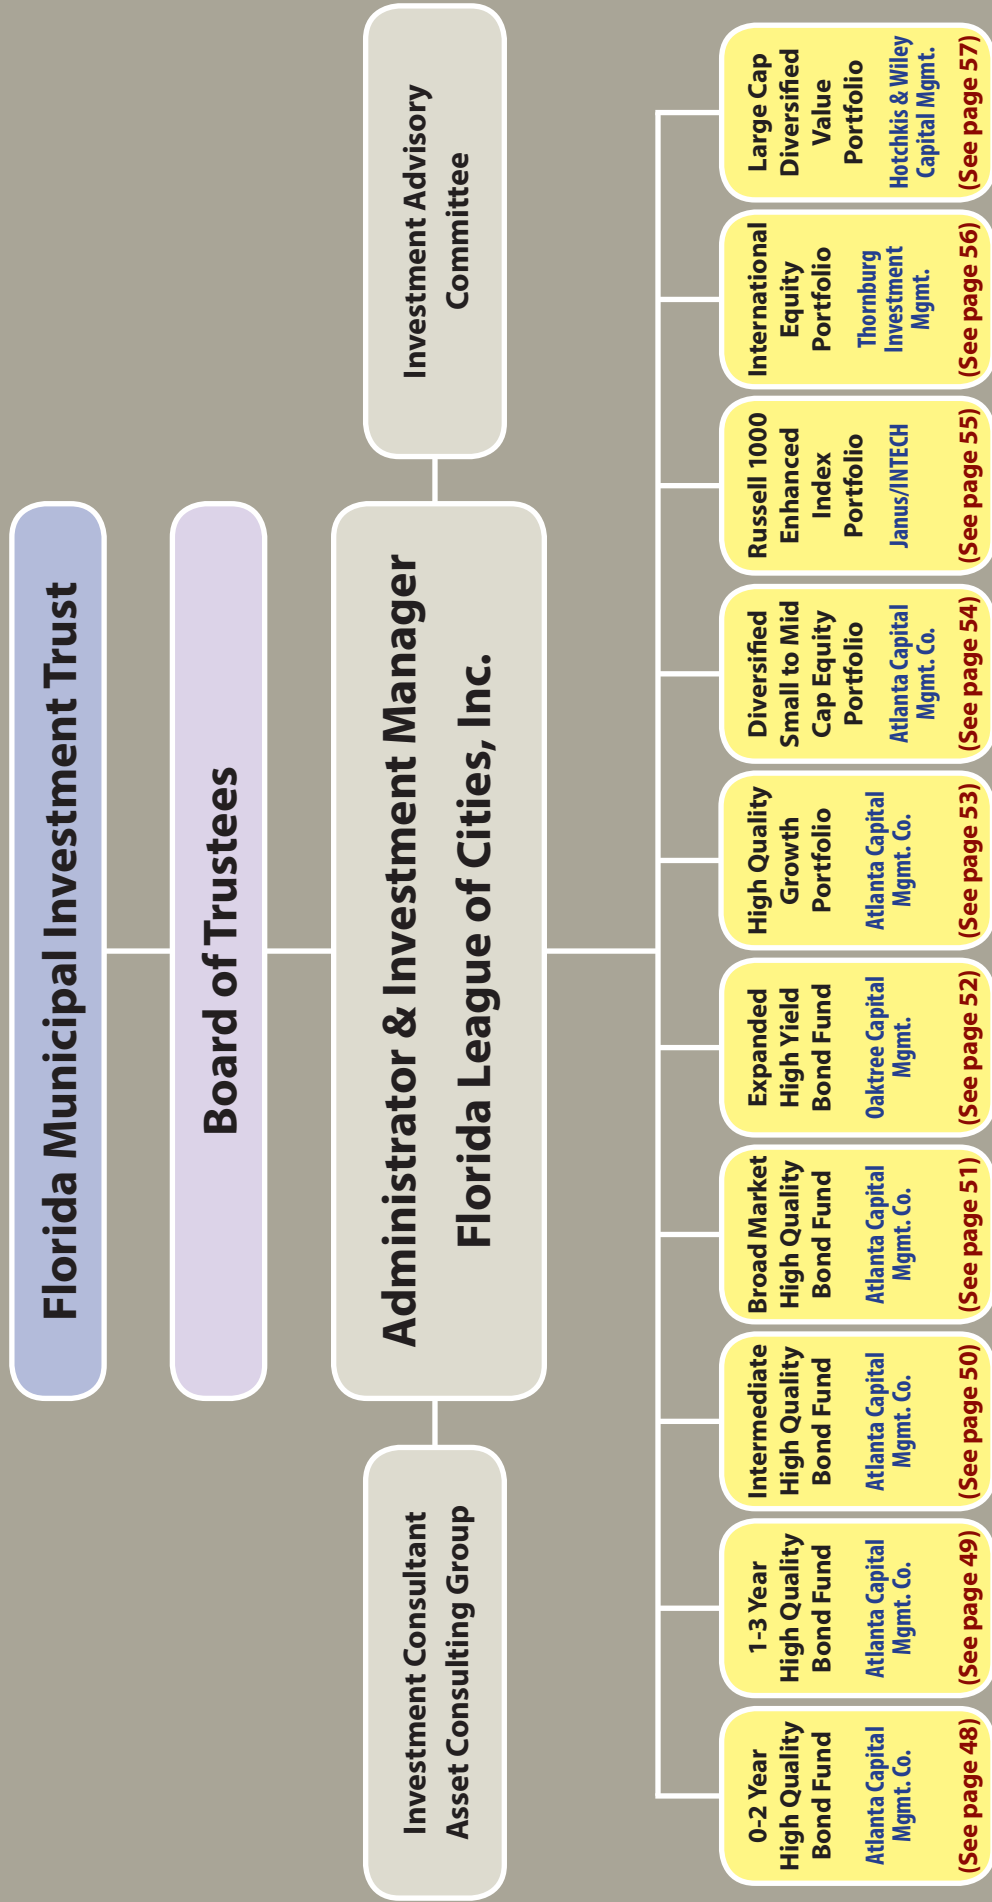 Florida Municipal Investment Trust
Board of Trustees
Administrator & Investment Manager
Florida League of Cities, Inc.
Investment Consultant
Asset Consulting Group
Investment Advisory
Committee
0-2 Year
High Quality
Bond Fund
Atlanta Capital
Mgmt. Co.
(See page 48)
1-3 Year
High Quality
Bond Fund
Atlanta Capital
Mgmt. Co.
(See page 49)
Intermediate
High Quality
Bond Fund
Atlanta Capital
Mgmt. Co.
(See page 50)
Broad Market
High Quality
Bond Fund
Atlanta Capital
Mgmt. Co.
(See page 51)
Expanded
High Yield
Bond Fund
Oaktree Capital
Mgmt.
(See page 52)
High Quality
Growth
Portfolio
Atlanta Capital
Mgmt. Co.
(See page 53)
Diversified
Small to Mid
Cap Equity
Portfolio
Atlanta Capital
Mgmt. Co.
(See page 54)
Russell 1000
Enhanced
Index
Portfolio
Janus/INTECH
(See page 55)
International
Equity
Portfolio
Thornburg
Investment
Mgmt.
(See page 56)
Large Cap
Diversified
Value
Portfolio
Hotchkis & Wiley
Capital Mgmt.
(See page 57)